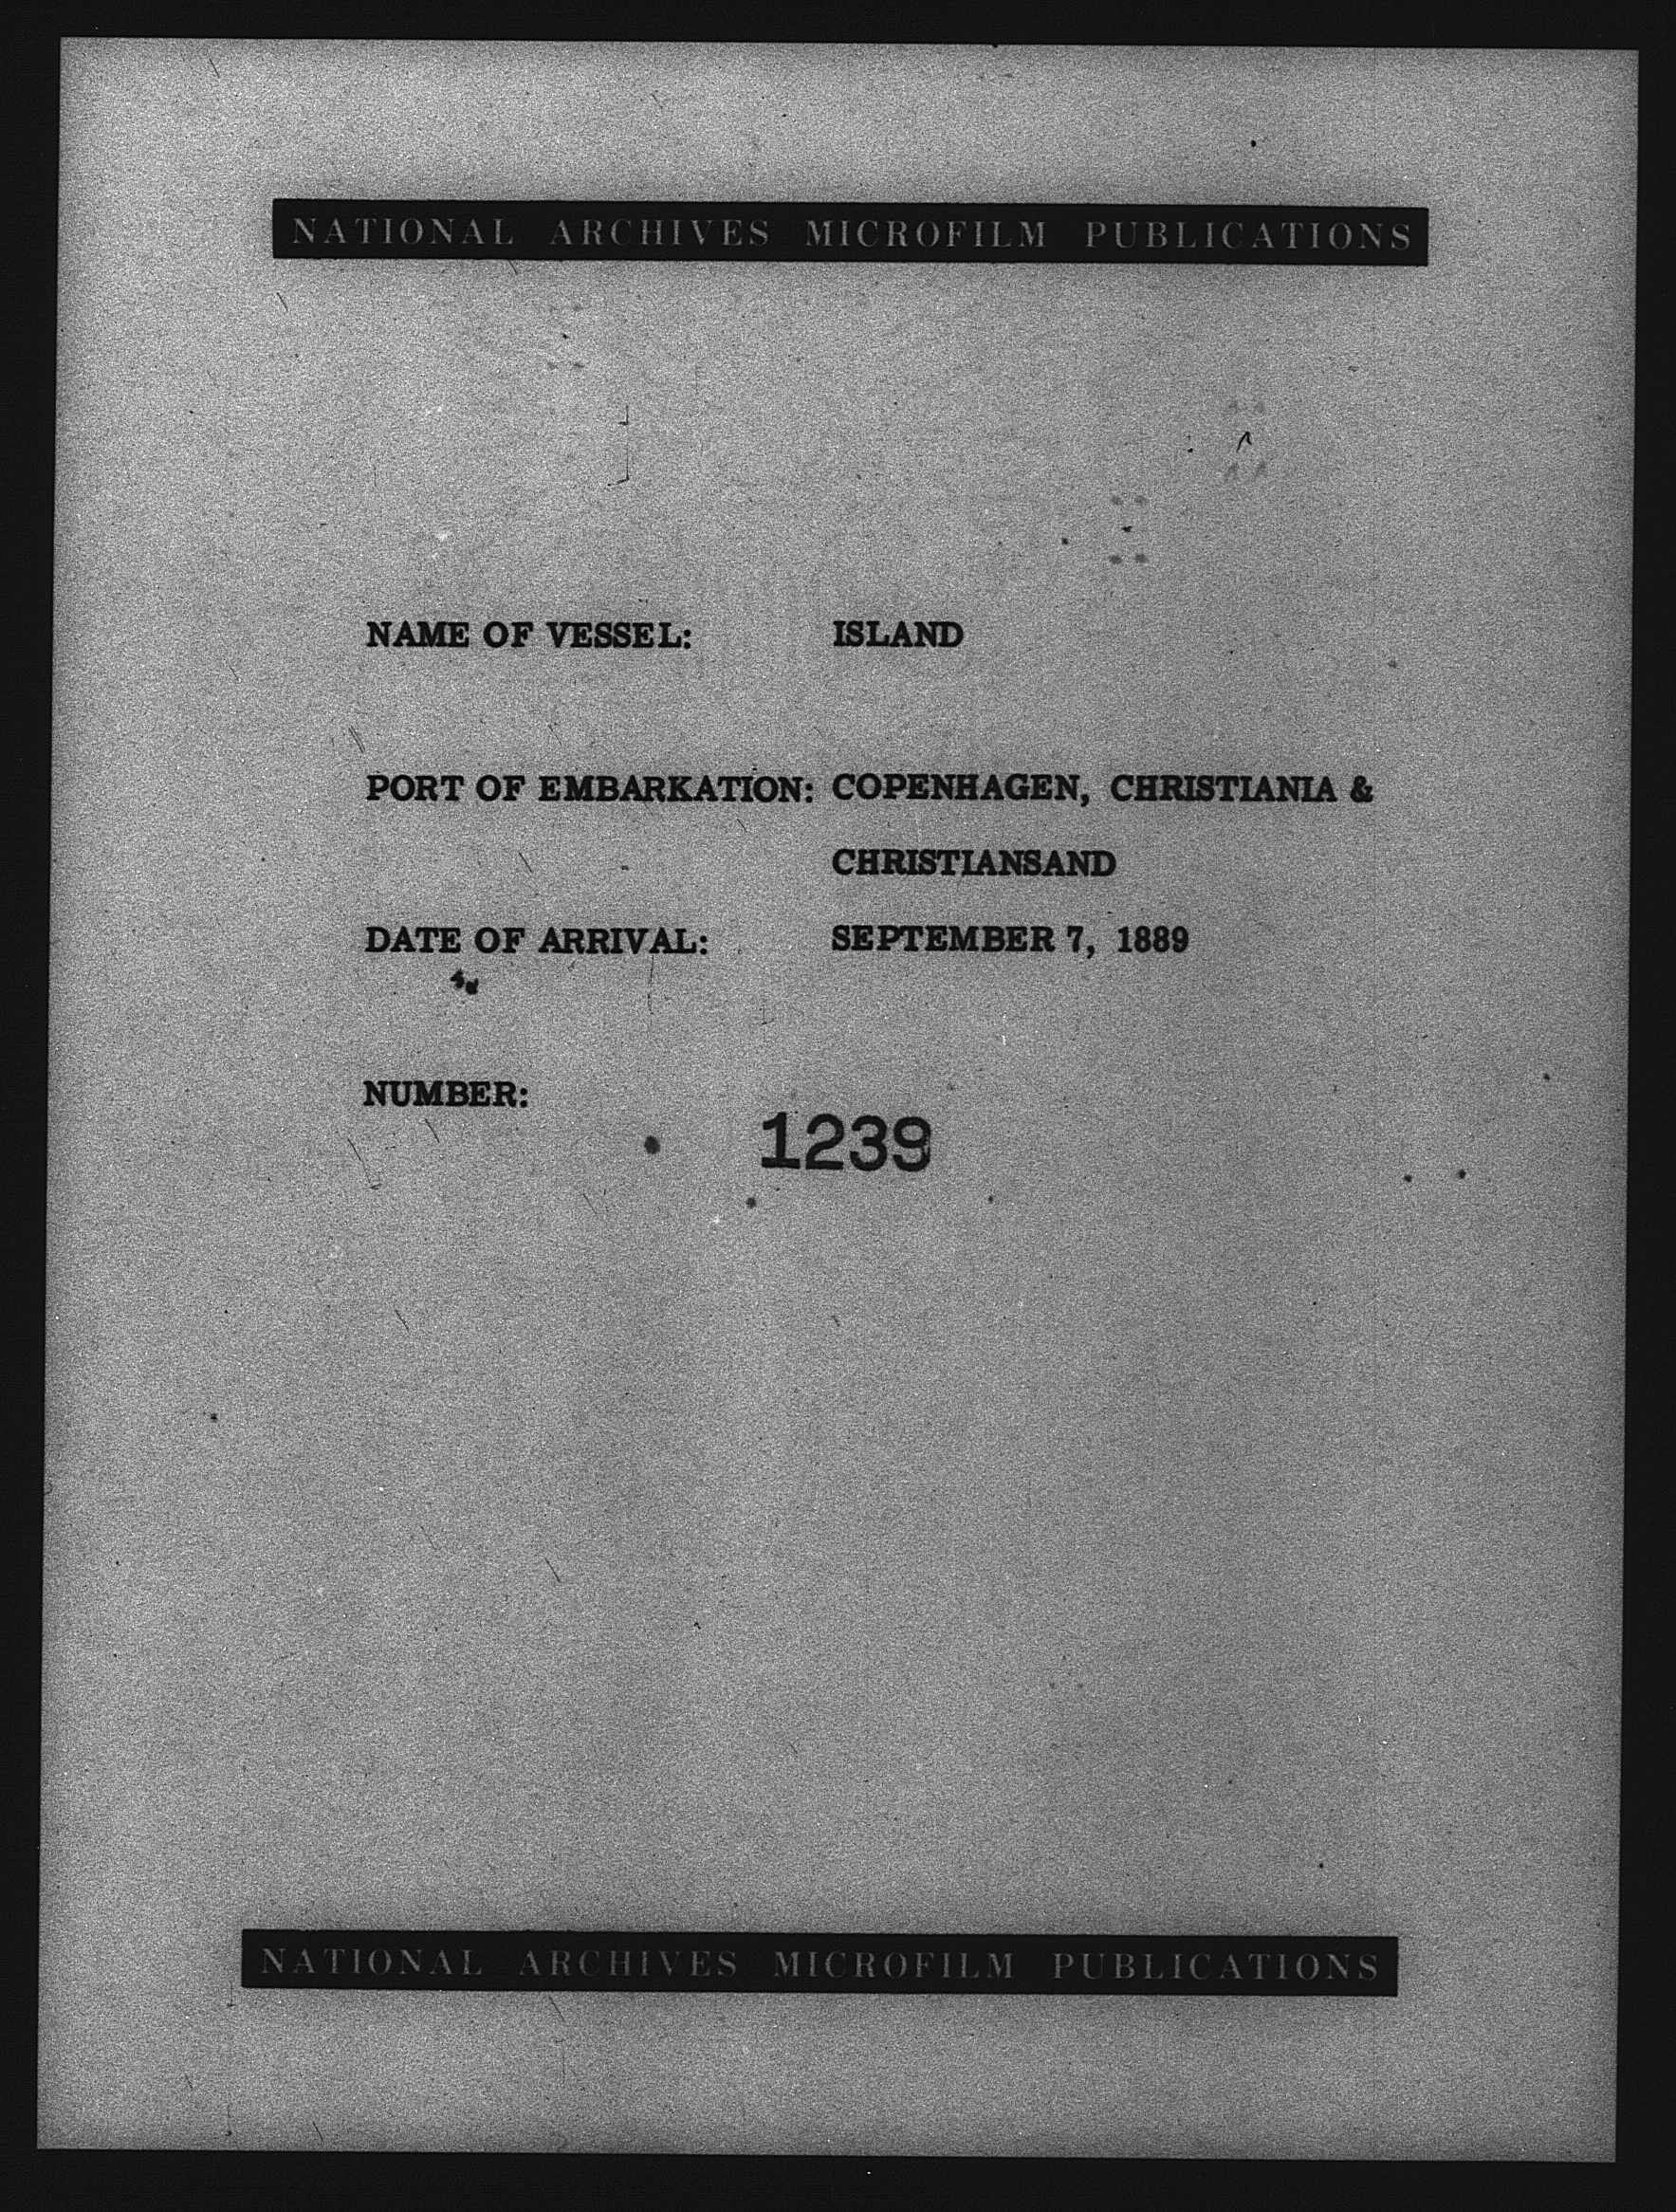 NATIONAL ARCHIVES MICROFILM PUBLICATIONS
NAME OF VESSEL: ISLAND
PORT OF EMBARKATION: COPENHAGEN, CHRISTIANIA &
CHRISTIANSAND
DATE OF ARRIVAL: SEPTEMBER 7, 1889
NUMBER:
1239
NATIONAL ARCHIVES MICROFILM PUBLICATIONS